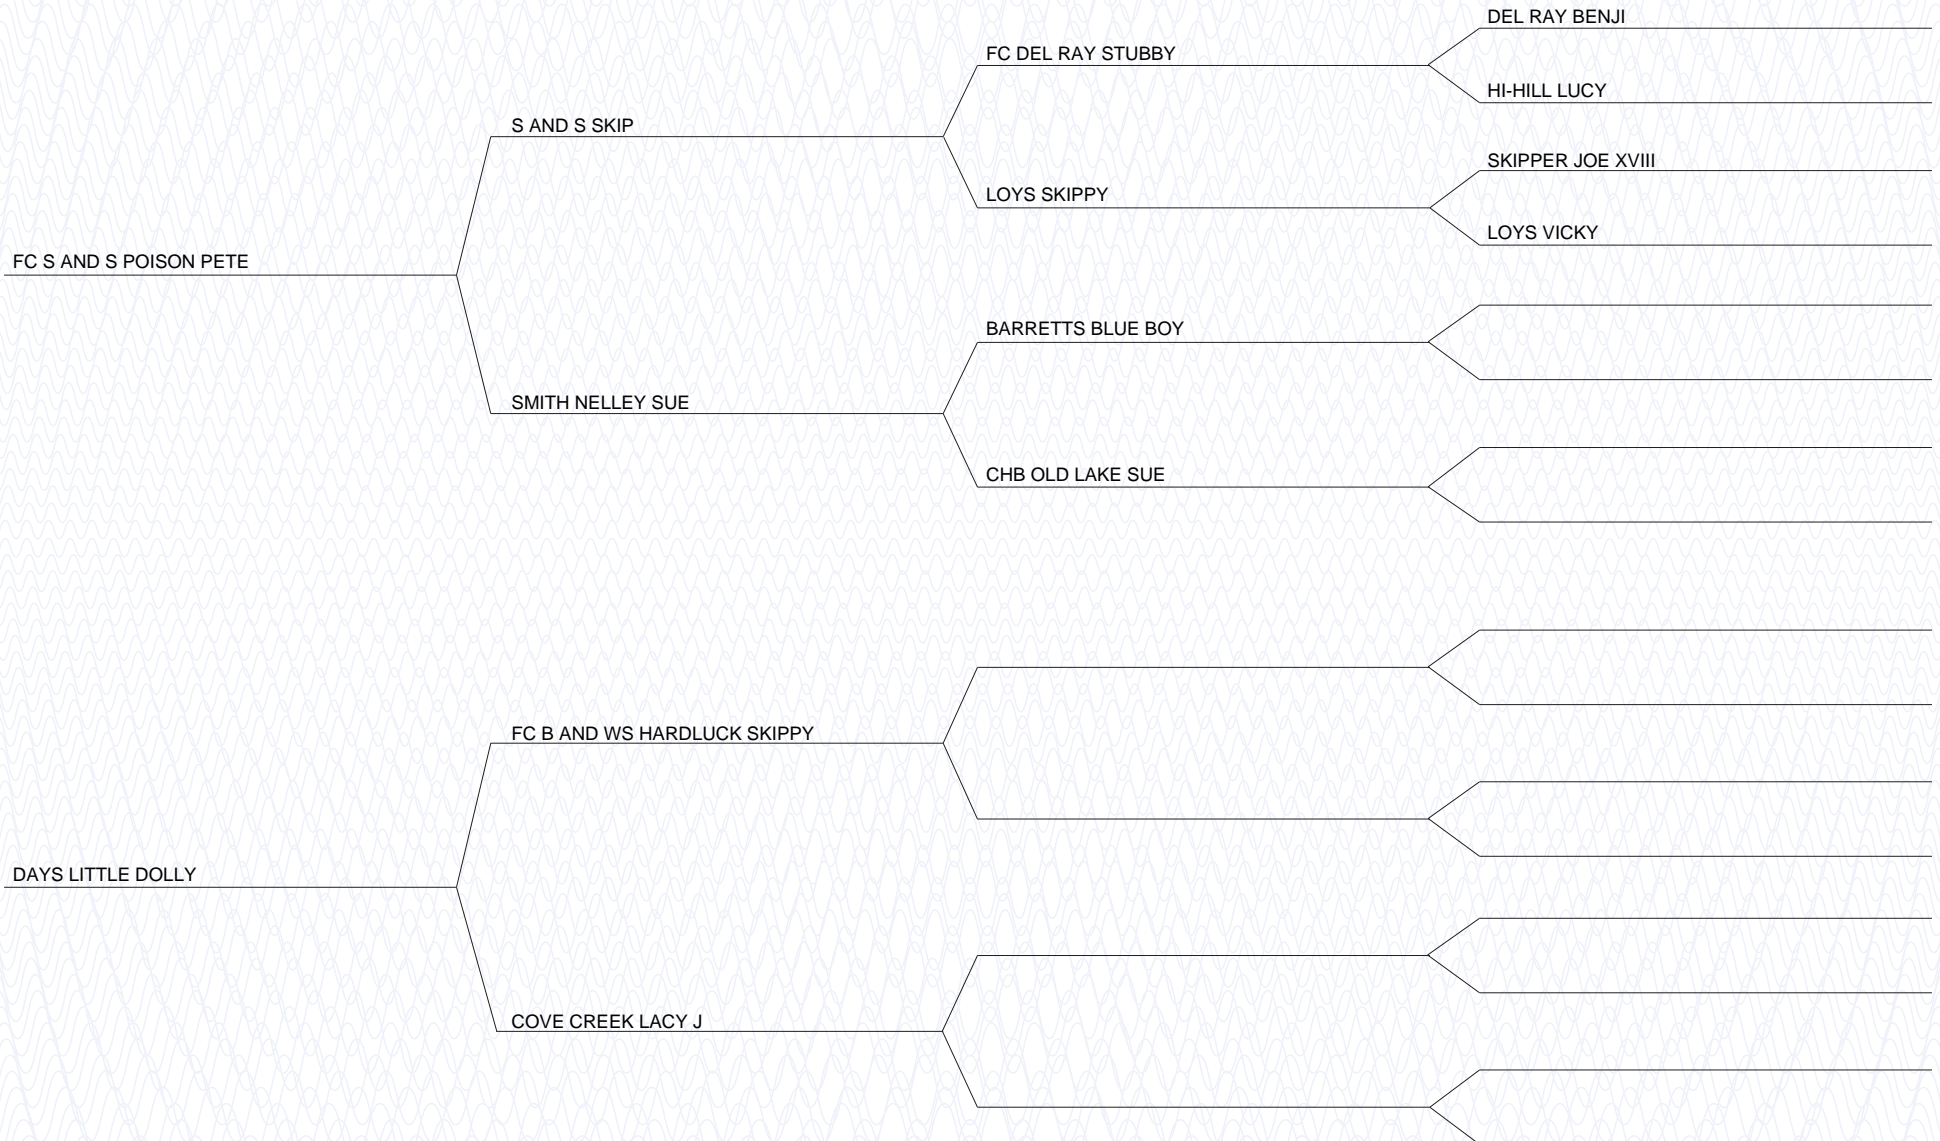 DEL RAY BENJI
FC DEL RAY STUBBY
HI-HILL LUCY
S AND S SKIP
SKIPPER JOE XVIII
LOYS SKIPPY
LOYS VICKY
FC S AND S POISON PETE
BARRETTS BLUE BOY
SMITH NELLEY SUE
CHB OLD LAKE SUE
FC B AND WS HARDLUCK SKIPPY
DAYS LITTLE DOLLY
COVE CREEK LACY J